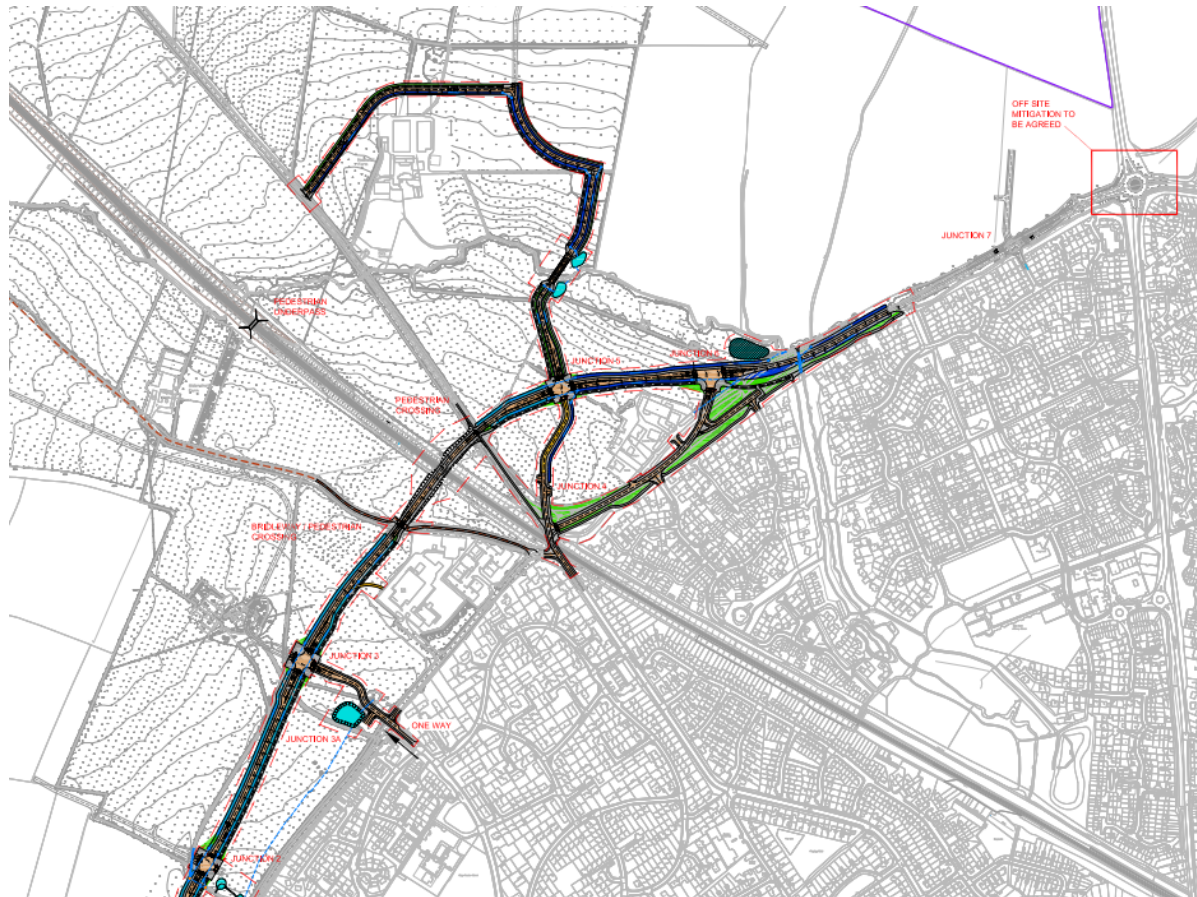 OFF SITE
MITIGATION TO
BE AGREED
JUNCTION 7
PEDESTRIAN
UNDERPASS
JUNCTION 5
JUNCTION 6
PEDESTRIAN
CROSSING
JUNCTION 4
BRIDLEWAY / PEDESTRIAN
CROSSING
JUNCTION 3
ONE WAY
JUNCTION 3A
JUNCTION 2